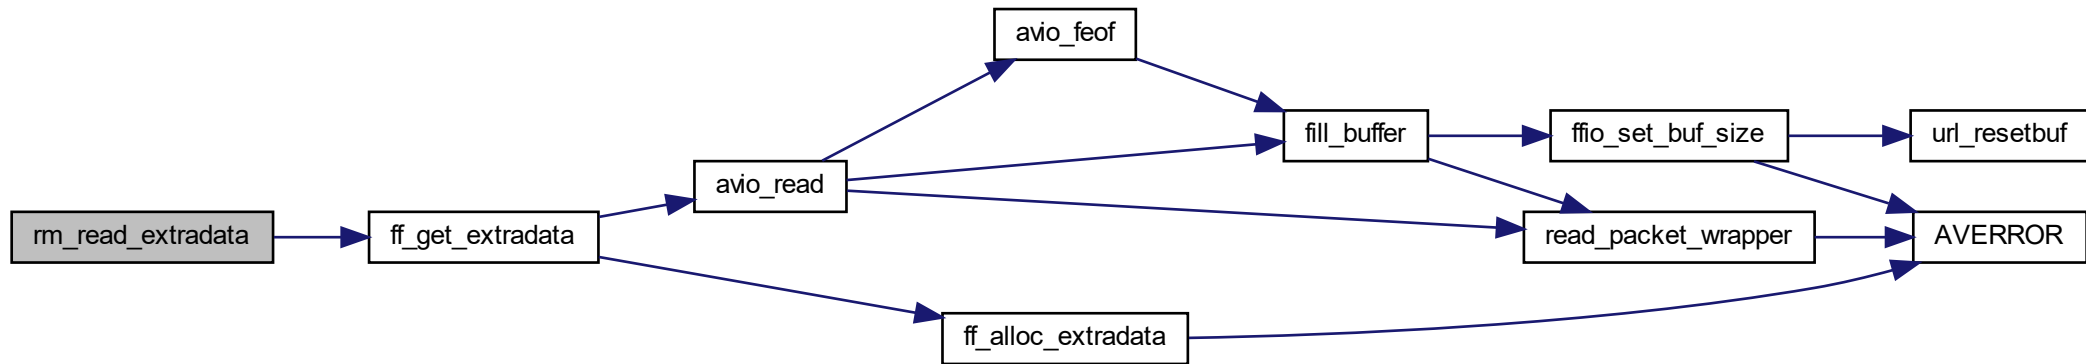 avio_feof
fill_buffer
ffio_set_buf_size
url_resetbuf
avio_read
rm_read_extradata
ff_get_extradata
read_packet_wrapper
AVERROR
ff_alloc_extradata